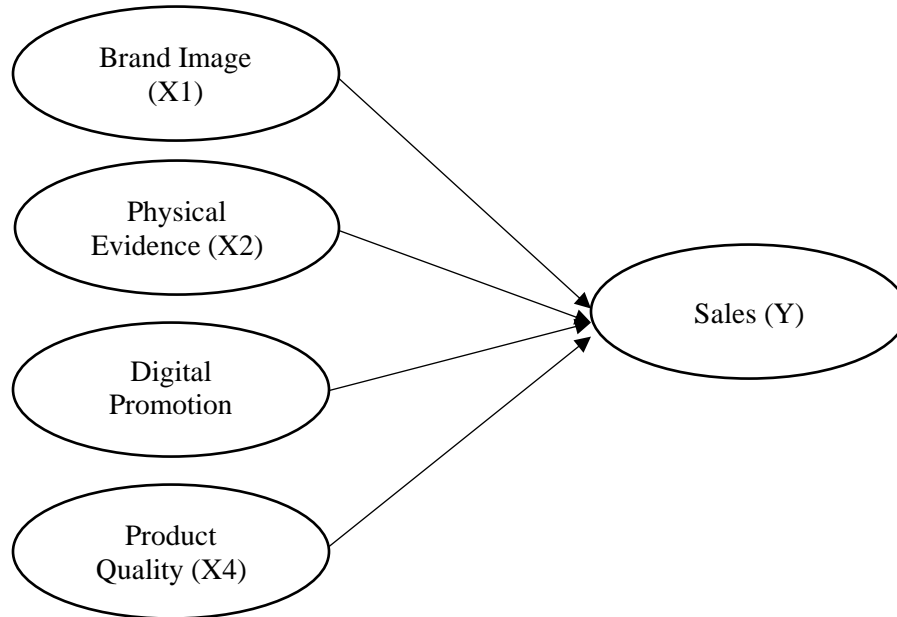 Brand Image
(X1)
Physical
Evidence (X2)
Sales (Y)
Digital
Promotion
Product
Quality (X4)